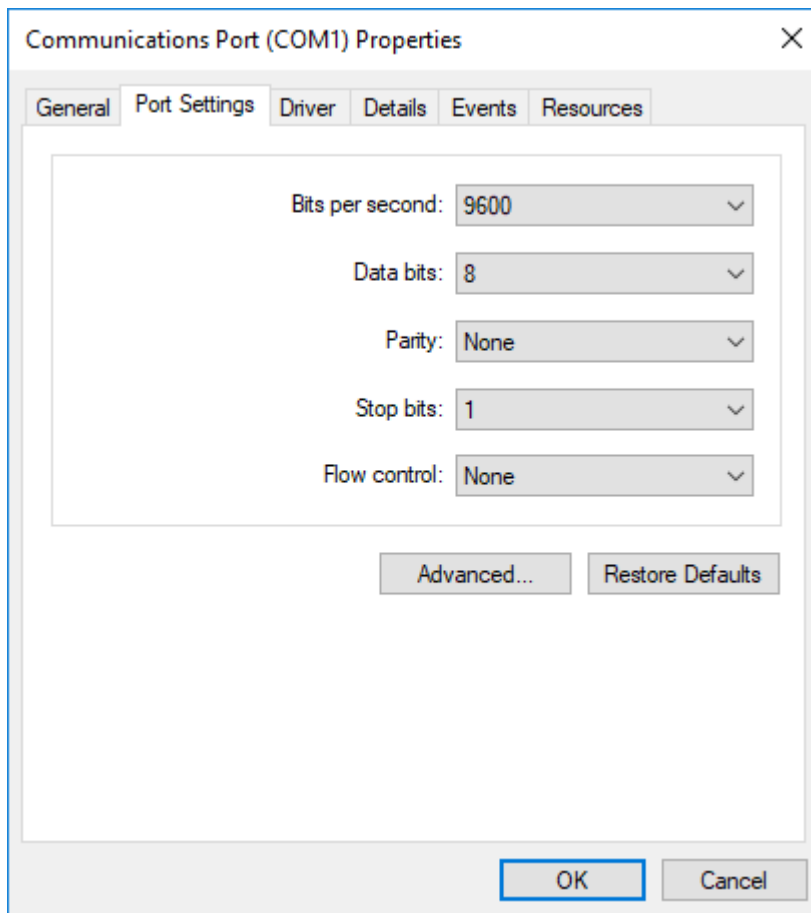 Communications Port (COM1) Properties
General Port Settings Driver Details Events Resources
Bits per second: 9600
Data bits: 8
Parity: None
Stop bits: 1
Flow control: None
Advanced... Restore Defaults
OK Cancel